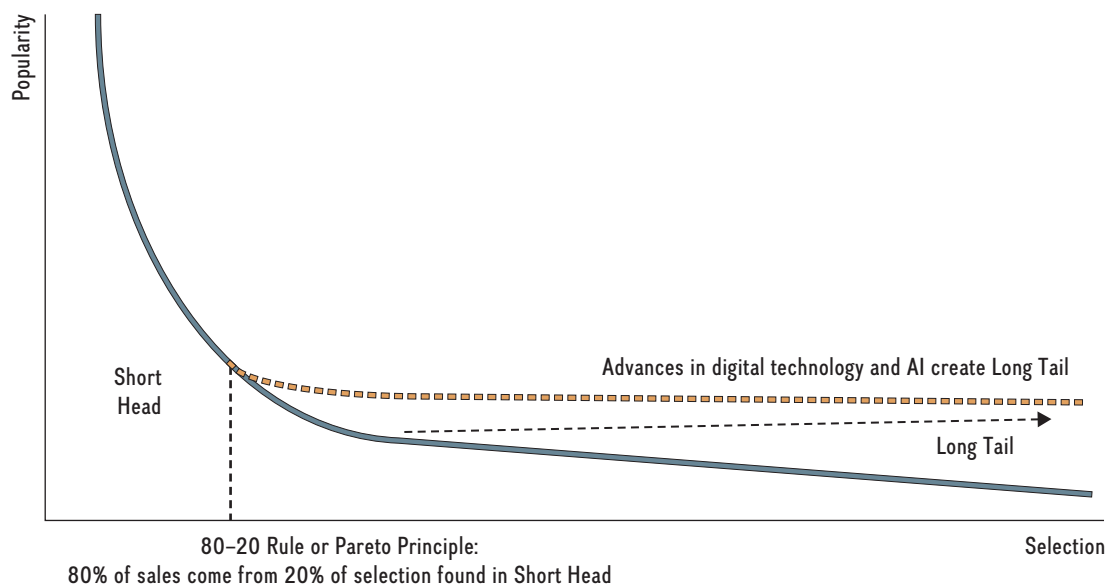 Popularity
Advances in digital technology and AI create Long Tail
Short
Head
Long Tail
80–20 Rule or Pareto Principle:
80% of sales come from 20% of selection found in Short Head
Selection